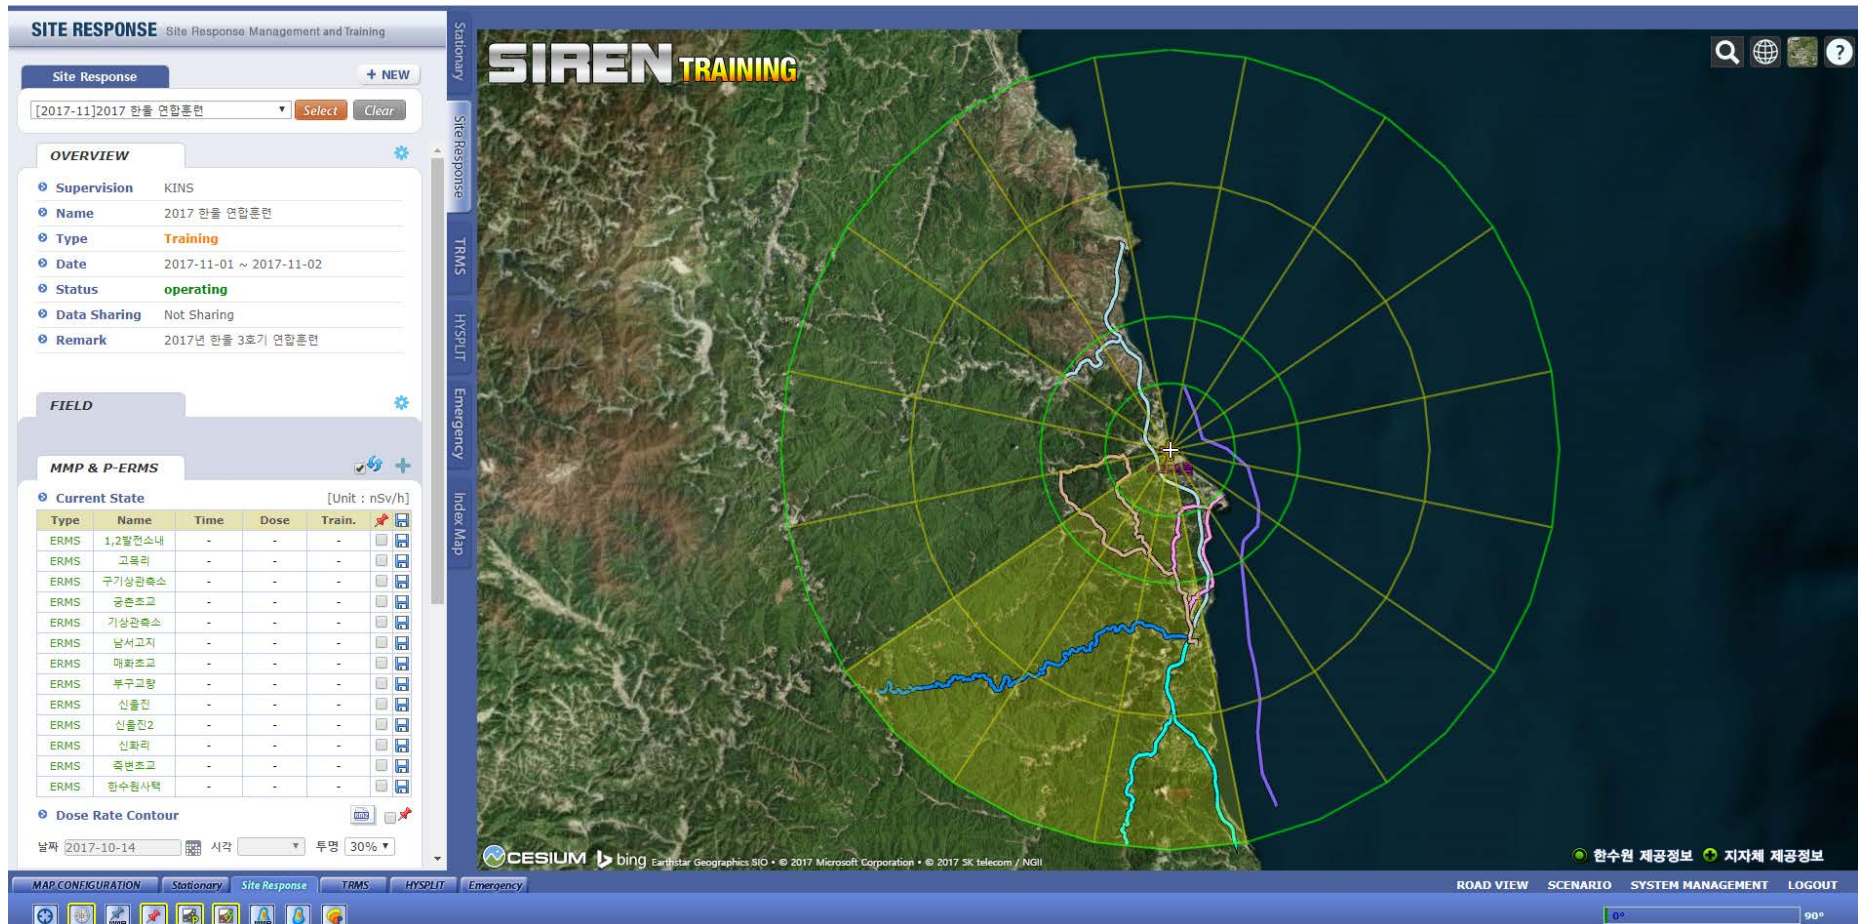 SITE RESPONSE Site Response Management and Training
Site Response
+ NEW
[2017-11]2017 한울 연합훈련
Select
Clear
OVERVIEW
Supervision KINS
Name 2017 한울 연합훈련
Type Training
Date 2017-11-01 ~ 2017-11-02
Status operating
Data Sharing Not Sharing
Remark 2017년 한울 3호기 연합훈련
FIELD
MMP & P-ERMS
Current State [Unit : nSv/h]
Type Name Time Dose Train.
ERMS 1,2발전소내 - - -
ERMS 고목리 - - -
ERMS 구기상관측소 - - -
ERMS 궁촌초교 - - -
ERMS 기상관측소 - - -
ERMS 남서고지 - - -
ERMS 매화초교 - - -
ERMS 부구교량 - - -
ERMS 신울진 - - -
ERMS 신울진2 - - -
ERMS 신화리 - - -
ERMS 죽변초교 - - -
ERMS 한수원사택 - - -
Dose Rate Contour
날짜 2017-10-14 시각 투명 30%
Stationary
Site Response
TRMS
HYSPLIT
Emergency
Index Map
SIREN TRAINING
?
CESIUM bing Earthstar Geographics SIO • © 2017 Microsoft Corporation • © 2017 SK telecom / NGII
한수원 제공정보 지자체 제공정보
MAP CONFIGURATION Stationary Site Response TRMS HYSPLIT Emergency
ROAD VIEW SCENARIO SYSTEM MANAGEMENT LOGOUT
0° 90°